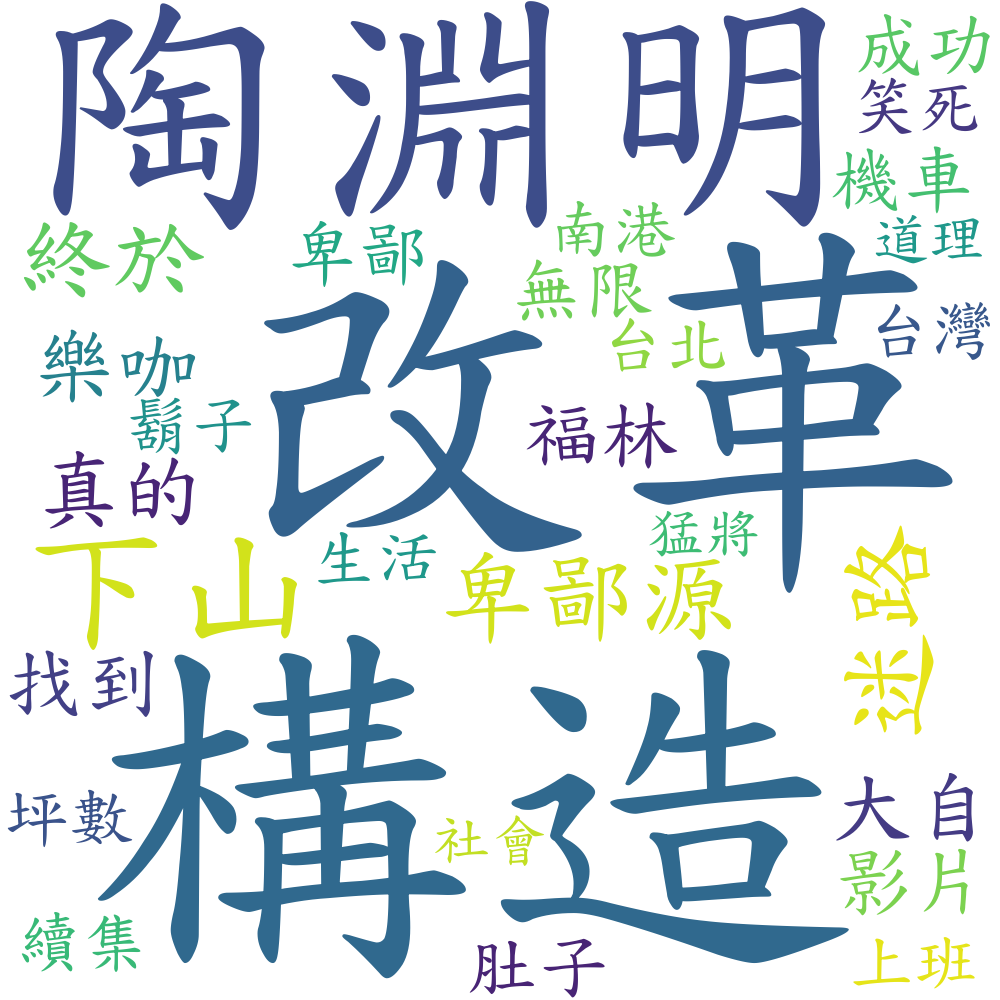 陶淵明
成功
笑死
機車
終於
卑鄙
南港
道理
無限
改革
台灣
台北
樂咖
鬍子
福林
真的
猛將
生活
下山
卑鄙源
迷路
找到
構造
坪數
大自
社會
影片
續集
肚子
上班